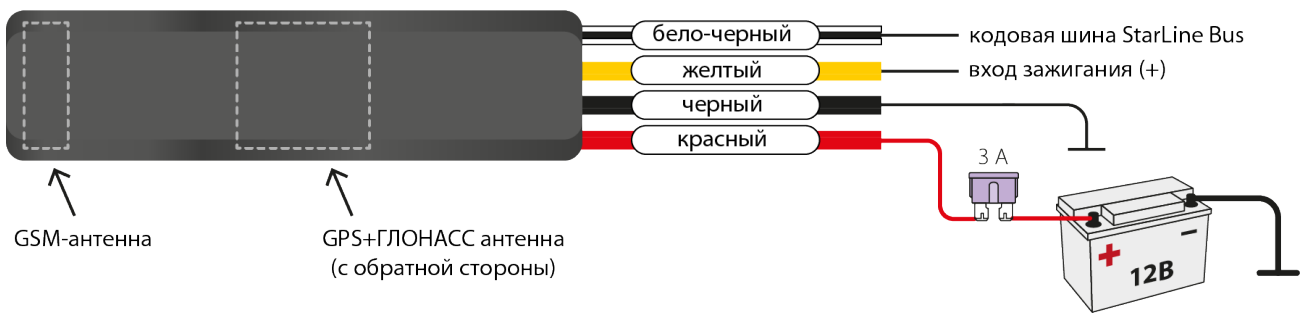 бело-черный
кодовая шина StarLine Bus
желтый
вход зажигания (+)
черный
красный
3 А
GSM-антенна
GPS+ГЛОНАСС антенна
(с обратной стороны)
+
−
12В